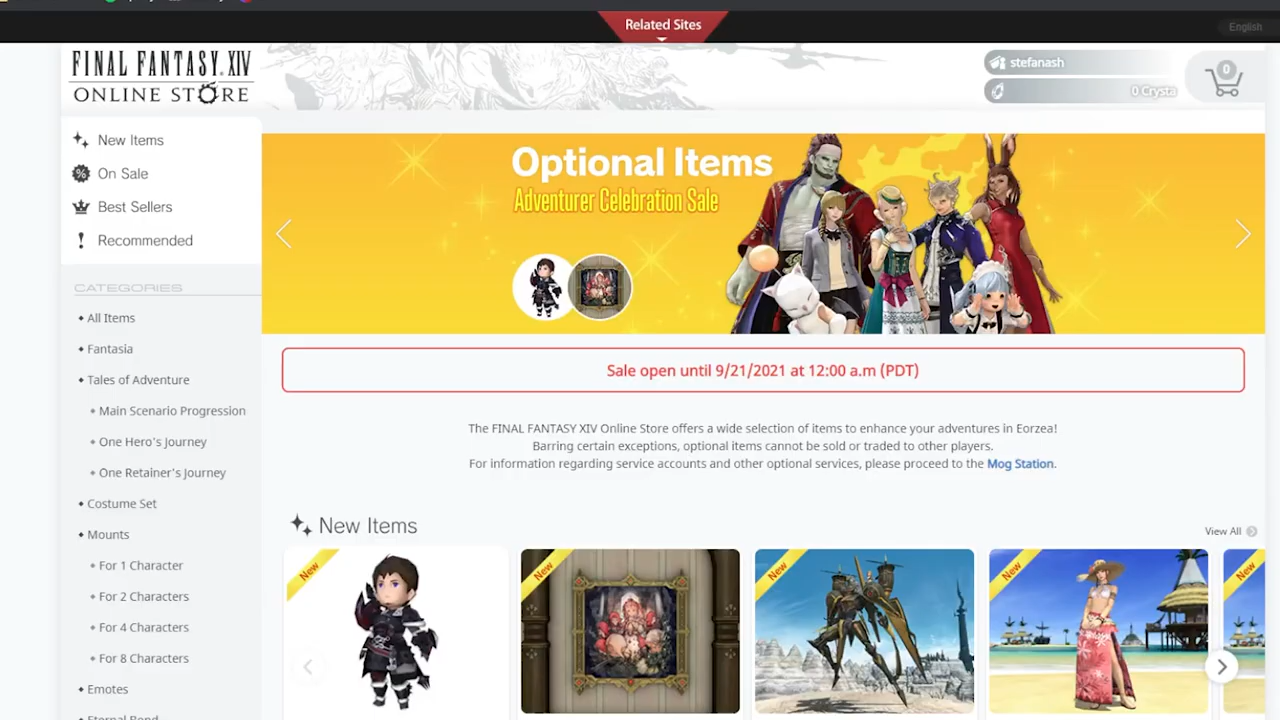 Related Sites
English
FINAL FANTASY XIV
ONLINE STORE
stefanash
0 Crysta
0
New Items
On Sale
Best Sellers
Recommended
Optional Items
Adventurer Celebration Sale
CATEGORIES
All Items
Fantasia
Tales of Adventure
Main Scenario Progression
One Hero's Journey
One Retainer's Journey
Costume Set
Mounts
For 1 Character
For 2 Characters
For 4 Characters
For 8 Characters
Emotes
Eternal Bond
Sale open until 9/21/2021 at 12:00 a.m (PDT)
The FINAL FANTASY XIV Online Store offers a wide selection of items to enhance your adventures in Eorzea!
Barring certain exceptions, optional items cannot be sold or traded to other players.
For information regarding service accounts and other optional services, please proceed to the Mog Station.
New Items
View All
New
New
New
New
New